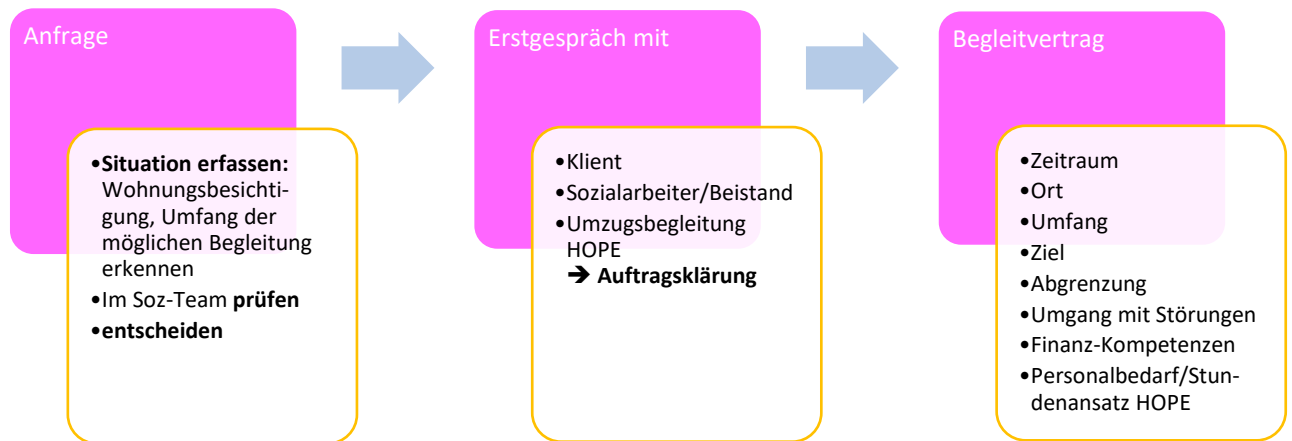 Anfrage
•Situation erfassen:
Wohnungsbesichti-
gung, Umfang der
möglichen Begleitung
erkennen
•Im Soz-Team prüfen
•entscheiden
Erstgespräch mit
•Klient
•Sozialarbeiter/Beistand
•Umzugsbegleitung
HOPE
➔ Auftragsklärung
Begleitvertrag
•Zeitraum
•Ort
•Umfang
•Ziel
•Abgrenzung
•Umgang mit Störungen
•Finanz-Kompetenzen
•Personalbedarf/Stun-
denansatz HOPE